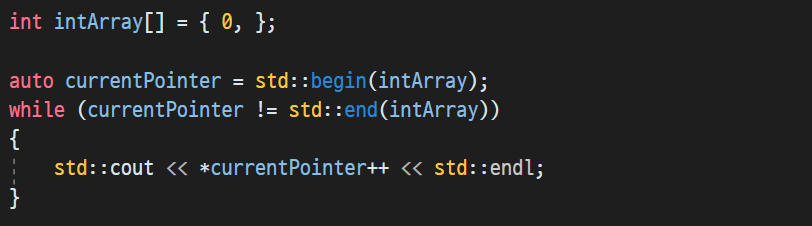 int intArray[] = { 0, };
auto currentPointer = std::begin(intArray);
while (currentPointer != std::end(intArray))
{
std::cout << *currentPointer++ << std::endl;
}